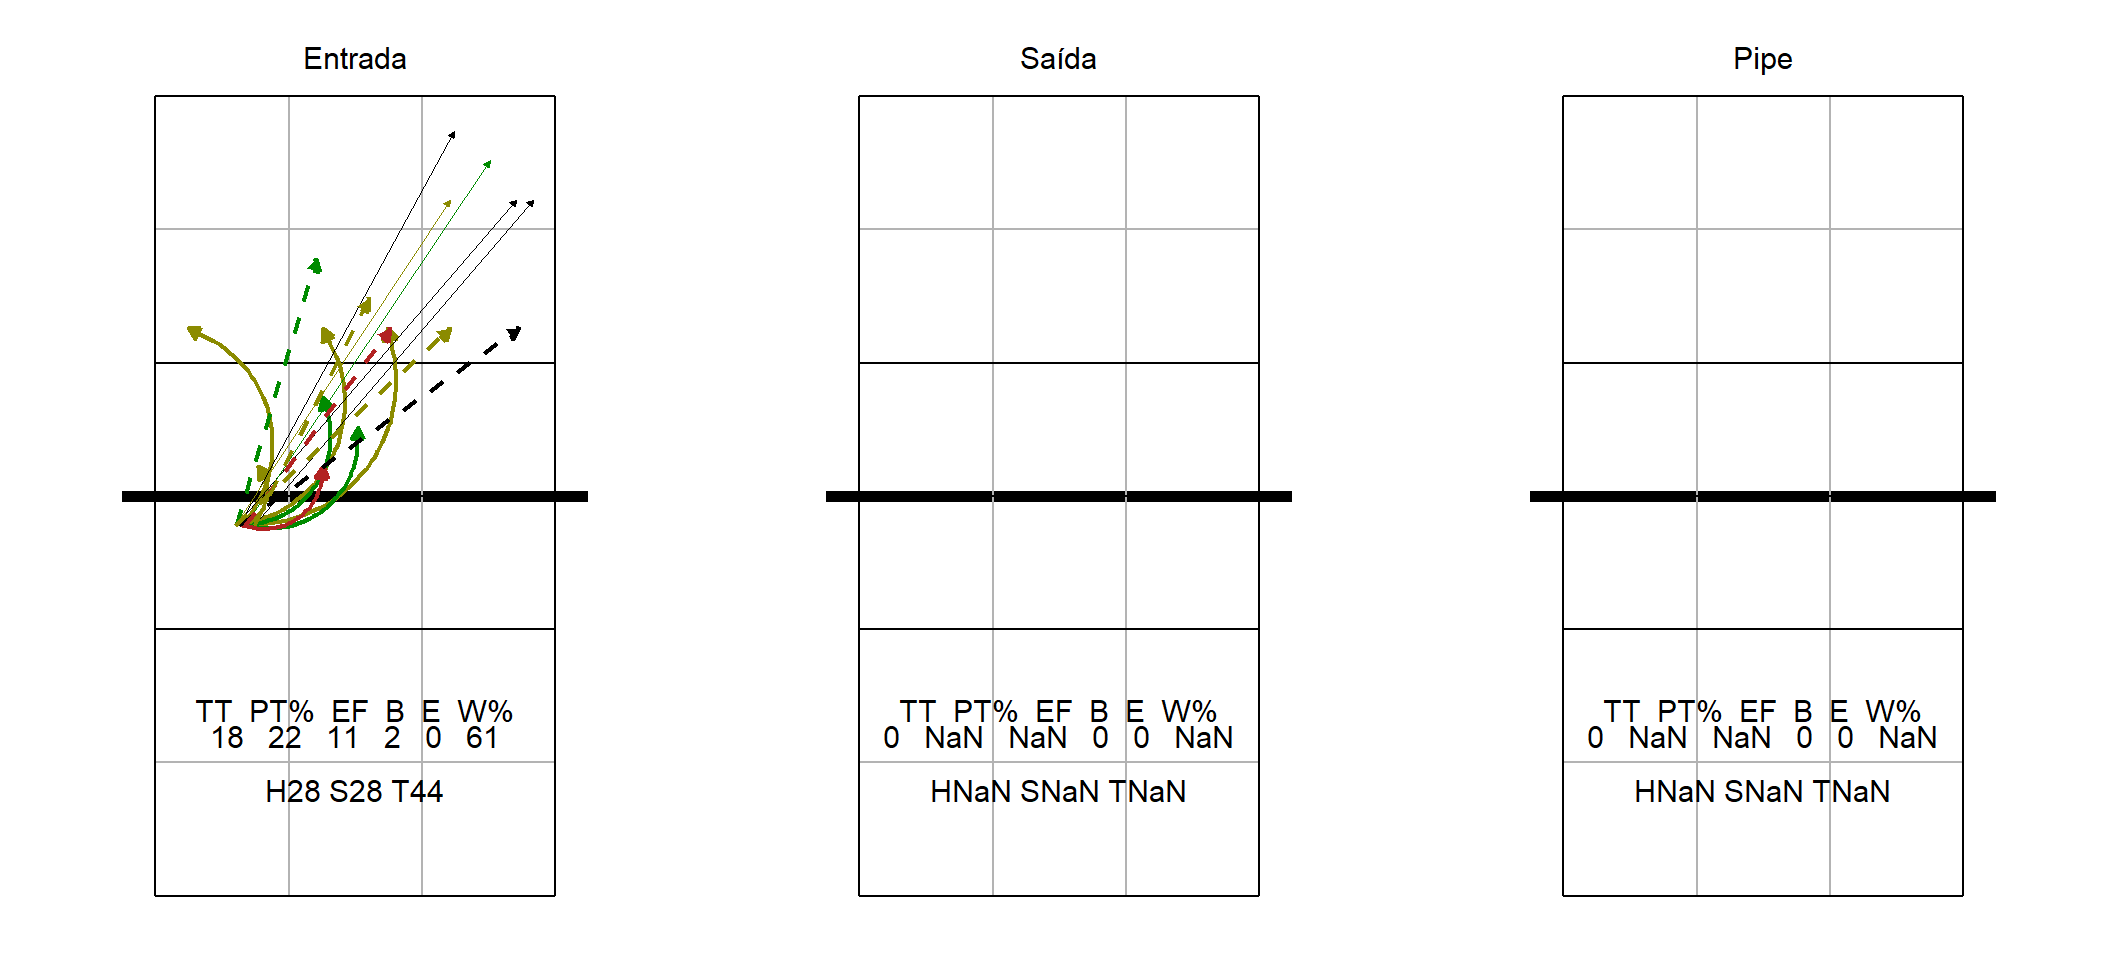 Entrada
TT PT% EF B E W%
18 22 11 2 0 61
H28 S28 T44
Saída
TT PT% EF B E W%
0 NaN NaN 0 0 NaN
HNaN SNaN TNaN
Pipe
TT PT% EF B E W%
0 NaN NaN 0 0 NaN
HNaN SNaN TNaN